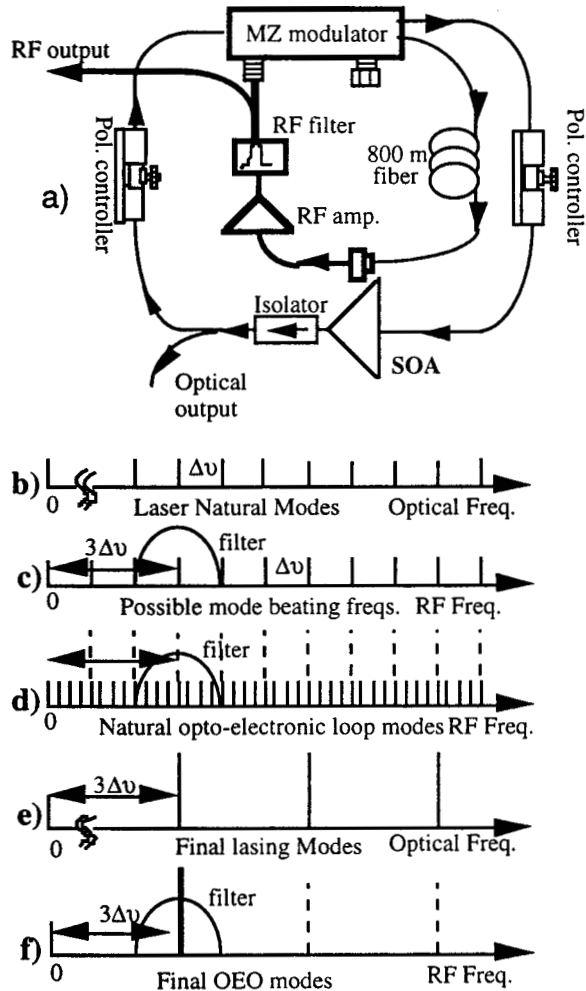 MZ modulator
RF output
Pol. controller
RF filter
800 m
fiber
Pol. controller
a)
RF amp.
Isolator
SOA
Optical
output
b)
Δυ
0
Laser Natural Modes
Optical Freq.
3Δυ
filter
Δυ
c)
0
Possible mode beating freqs.
RF Freq.
filter
d)
0
Natural opto-electronic loop modes
RF Freq.
3Δυ
e)
0
Final lasing Modes
Optical Freq.
filter
3Δυ
f)
0
Final OEO modes
RF Freq.